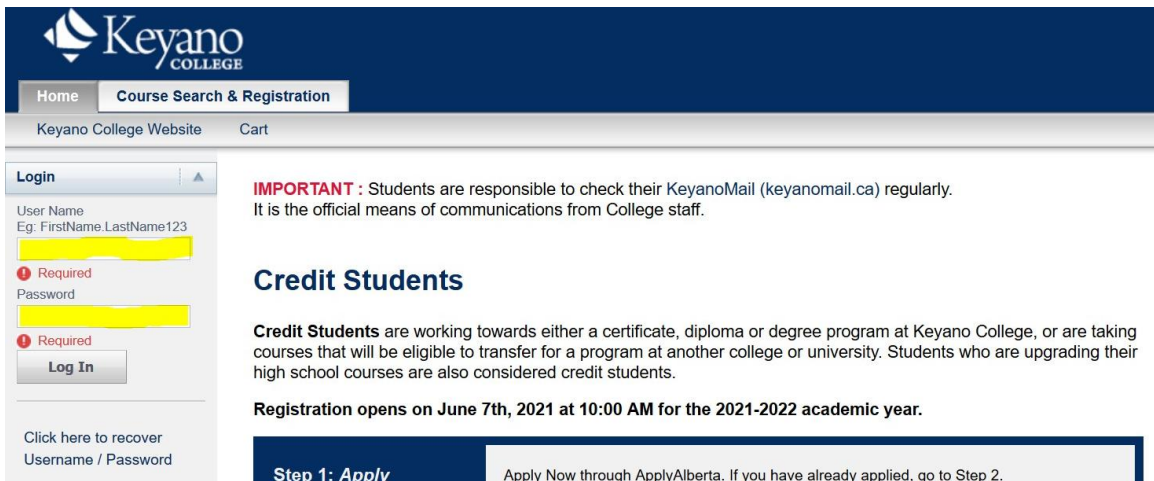 Keyano
COLLEGE
Home
Course Search & Registration
Keyano College Website
Cart
Login
User Name
Eg: FirstName.LastName123
Required
Password
Required
Log In
Click here to recover
Username / Password
IMPORTANT : Students are responsible to check their KeyanoMail (keyanomail.ca) regularly.
It is the official means of communications from College staff.
Credit Students
Credit Students are working towards either a certificate, diploma or degree program at Keyano College, or are taking
courses that will be eligible to transfer for a program at another college or university. Students who are upgrading their
high school courses are also considered credit students.
Registration opens on June 7th, 2021 at 10:00 AM for the 2021-2022 academic year.
Step 1: Apply
Apply Now through ApplyAlberta. If you have already applied, go to Step 2.